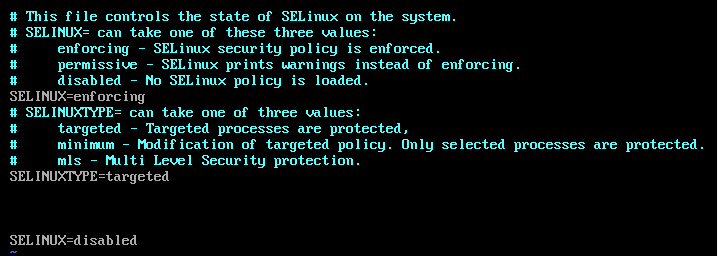 # This file controls the state of SELinux on the system.
# SELINUX= can take one of these three values:
#     enforcing - SELinux security policy is enforced.
#     permissive - SELinux prints warnings instead of enforcing.
#     disabled - No SELinux policy is loaded.
SELINUX=enforcing
# SELINUXTYPE= can take one of three values:
#     targeted - Targeted processes are protected,
#     minimum - Modification of targeted policy. Only selected processes are protected.
#     mls - Multi Level Security protection.
SELINUXTYPE=targeted
SELINUX=disabled
~